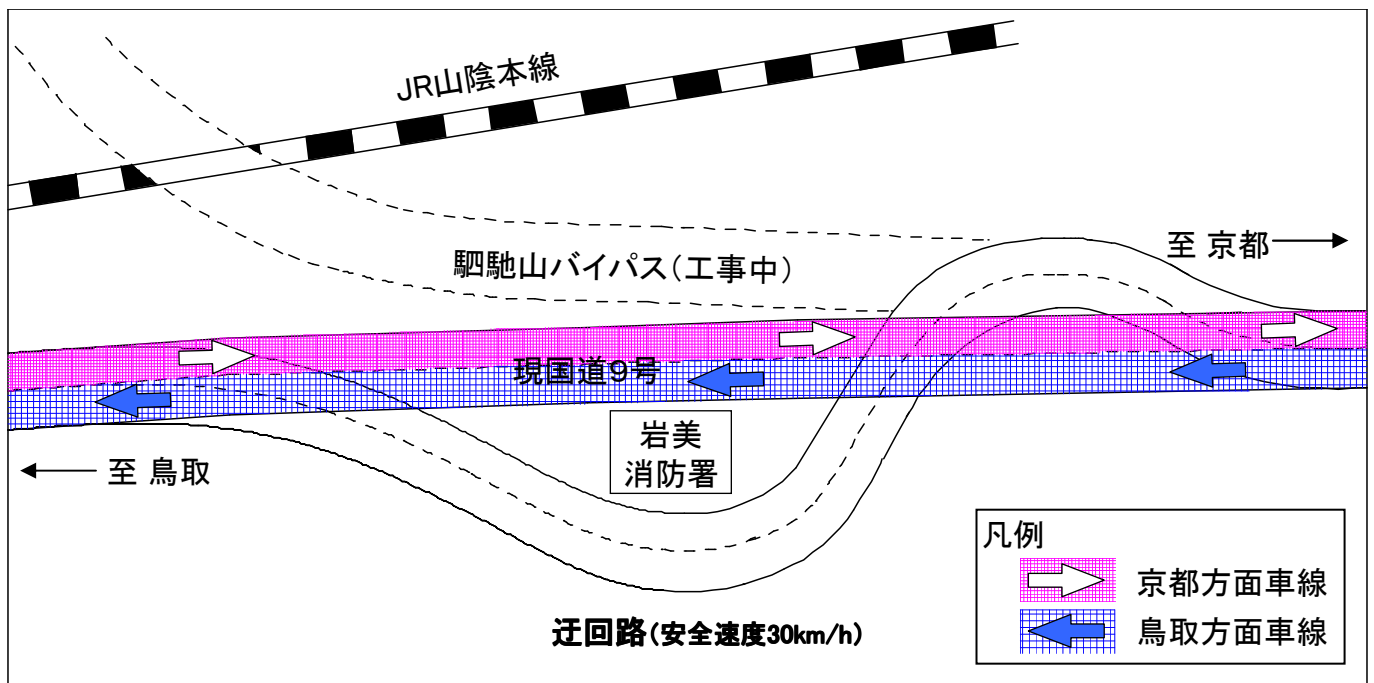 JR山陰本線
至 京都
駟馳山バイパス(工事中)
現国道9号
岩美
消防署
至 鳥取
凡例
京都方面車線
鳥取方面車線
迂回路(安全速度30km/h)